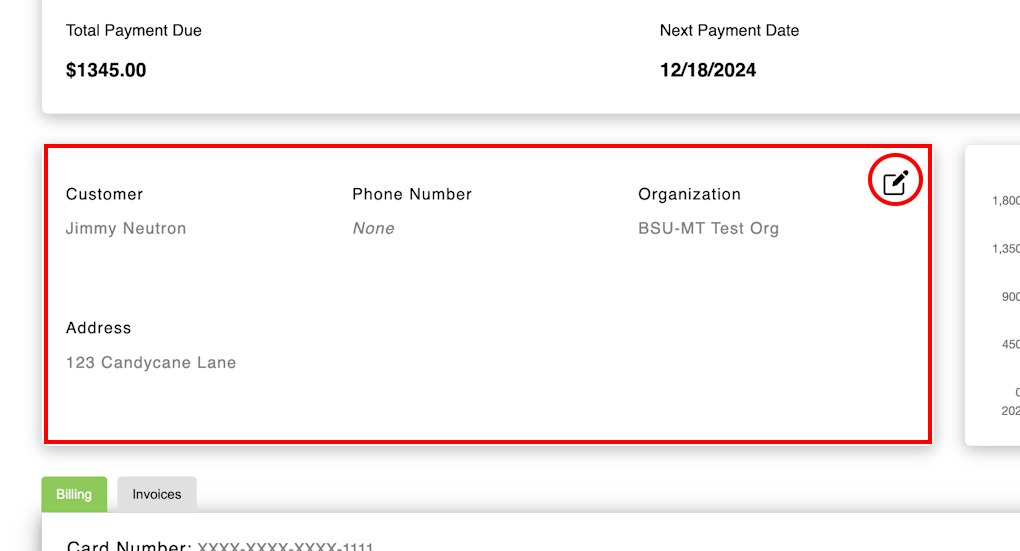 Total Payment Due
Next Payment Date
$1345.00
12/18/2024
Customer
Phone Number
Organization
Jimmy Neutron
None
BSU-MT Test Org
Address
123 Candycane Lane
1,800
1,350
900
450
0
202
Billing
Invoices
Card Number: XXXX-XXXX-XXXX-1111